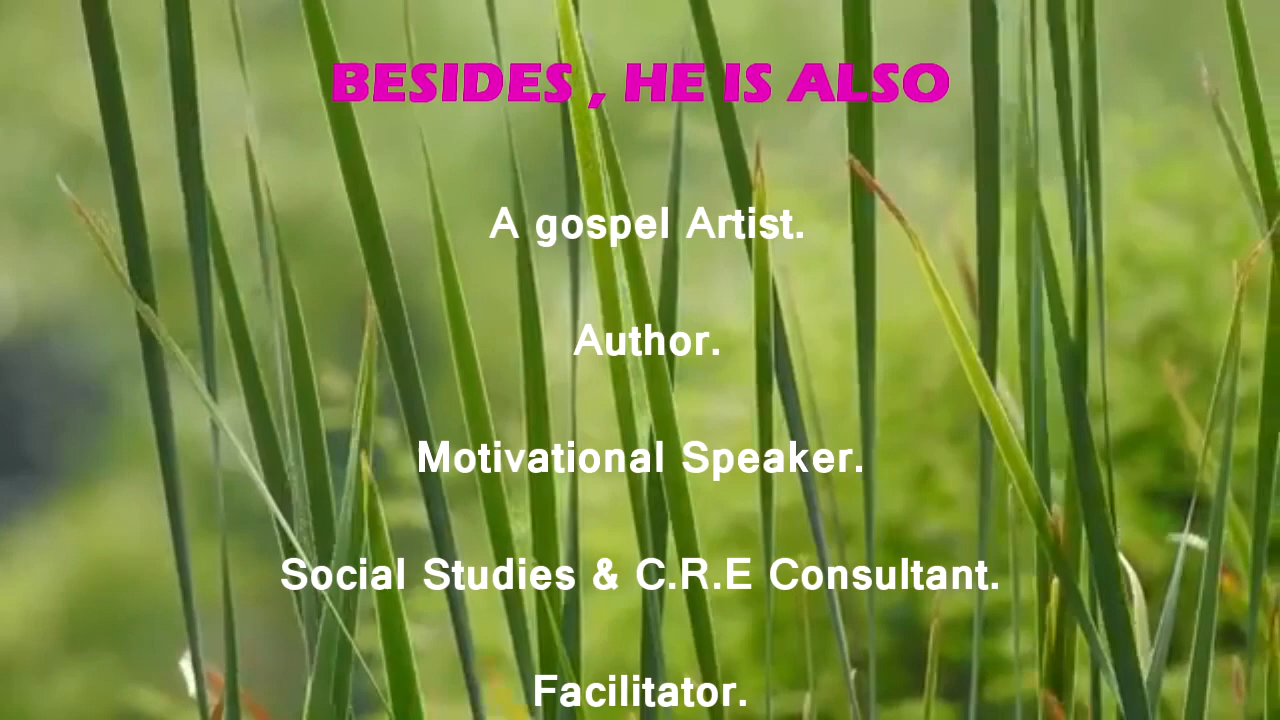 BESIDES , HE IS ALSO
A gospel Artist.
Author.
Motivational Speaker.
Social Studies & C.R.E Consultant.
Facilitator.